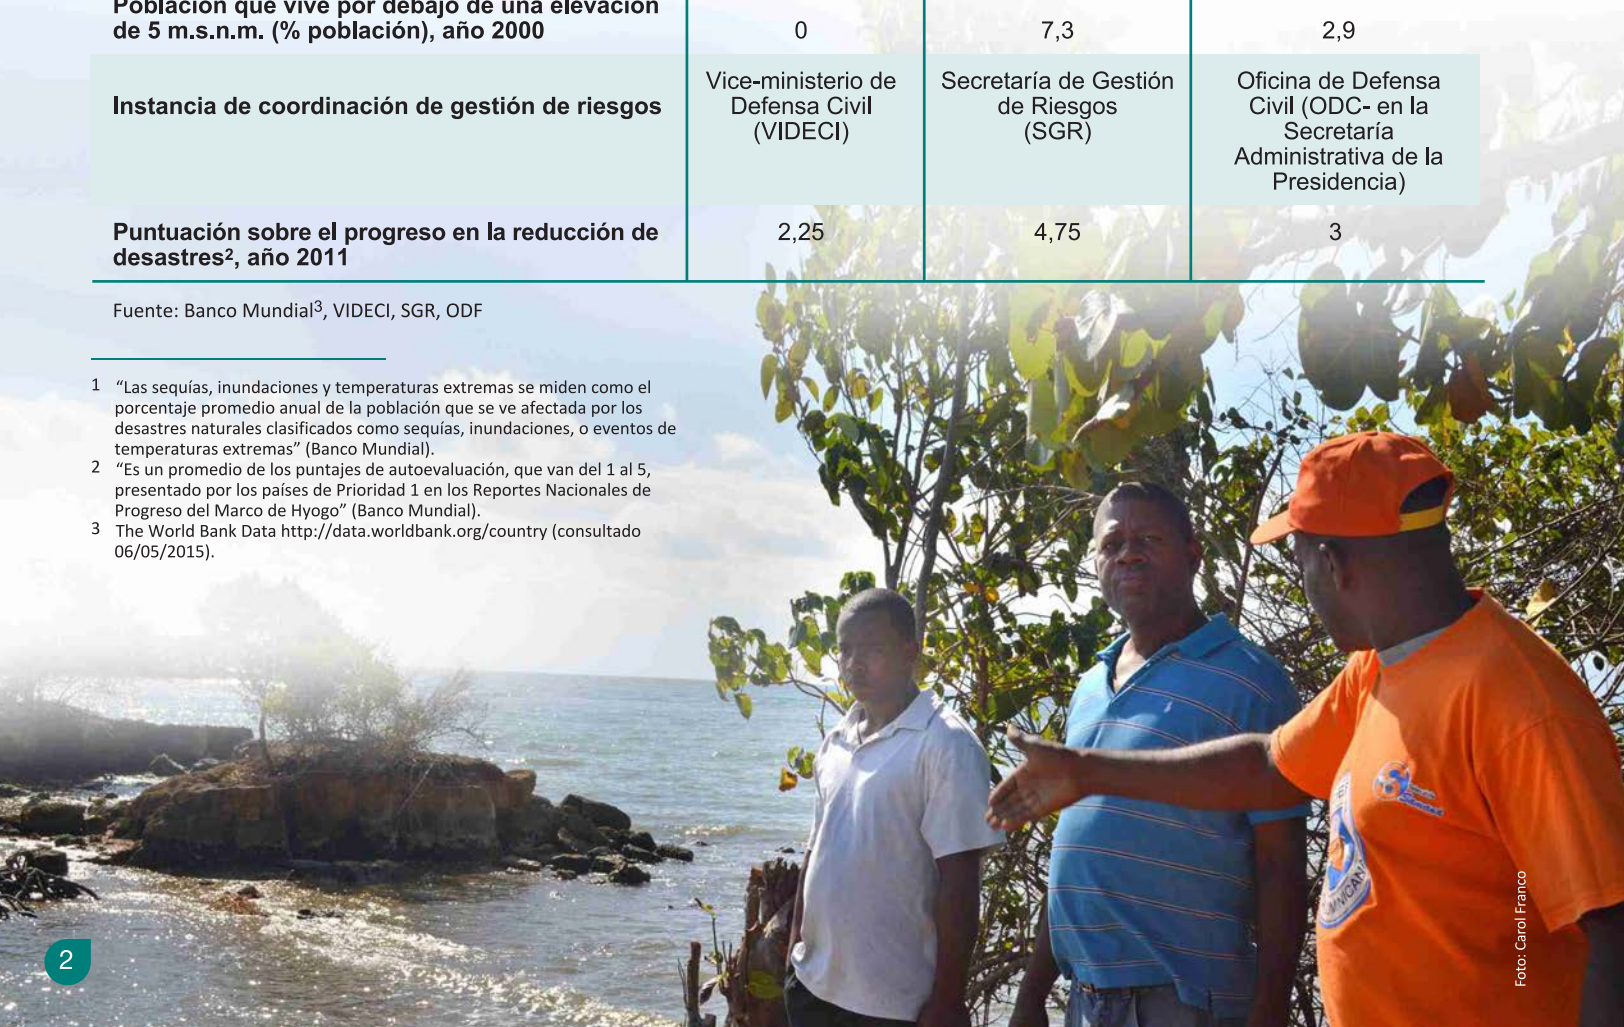 Población que vive por debajo de una elevación
de 5 m.s.n.m. (% población), año 2000 0 7,3 2,9
Instancia de coordinación de gestión de riesgos
Vice-ministerio de
Defensa Civil
(VIDECI)
Secretaría de Gestión
de Riesgos
(SGR)
Oficina de Defensa
Civil (ODC- en la
Secretaría
Administrativa de la
Presidencia)
Puntuación sobre el progreso en la reducción de
desastres², año 2011
2,25 4,75 3
Fuente: Banco Mundial³, VIDECI, SGR, ODF
1 “Las sequías, inundaciones y temperaturas extremas se miden como el
porcentaje promedio anual de la población que se ve afectada por los
desastres naturales clasificados como sequías, inundaciones, o eventos de
temperaturas extremas” (Banco Mundial).
2 “Es un promedio de los puntajes de autoevaluación, que van del 1 al 5,
presentado por los países de Prioridad 1 en los Reportes Nacionales de
Progreso del Marco de Hyogo” (Banco Mundial).
3 The World Bank Data http://data.worldbank.org/country (consultado
06/05/2015).
Foto: Carol Franco
2